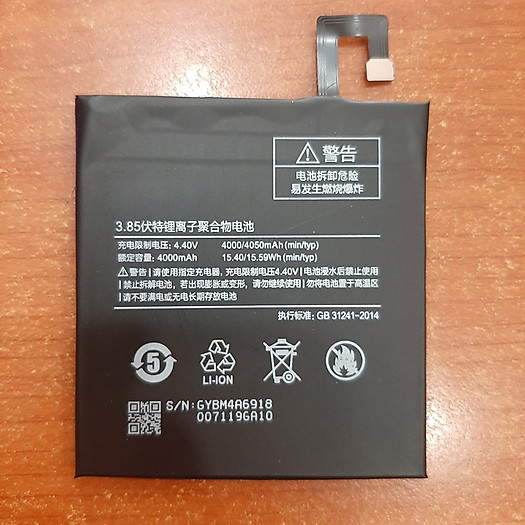 警告
电池拆卸危险
易发生燃烧爆炸
3.85伏特锂离子聚合物电池
充电限制电压: 4.40V 4000/4050mAh (min/typ)
额定容量: 4000mAh 15.40/15.59Wh (min/typ)
警告 | 请使用指定充电器, 充电限制电压4.40V | 电池浸水后禁止使用
| 禁止拆解电池, 若出现膨胀或变形, 请勿继续使用 | 勿将电池置于高温区
| 请不要满电或无电长期存放电池
执行标准: GB 31241-2014
5
LI-ION
S/N: GYBM4A6918
007119GA10